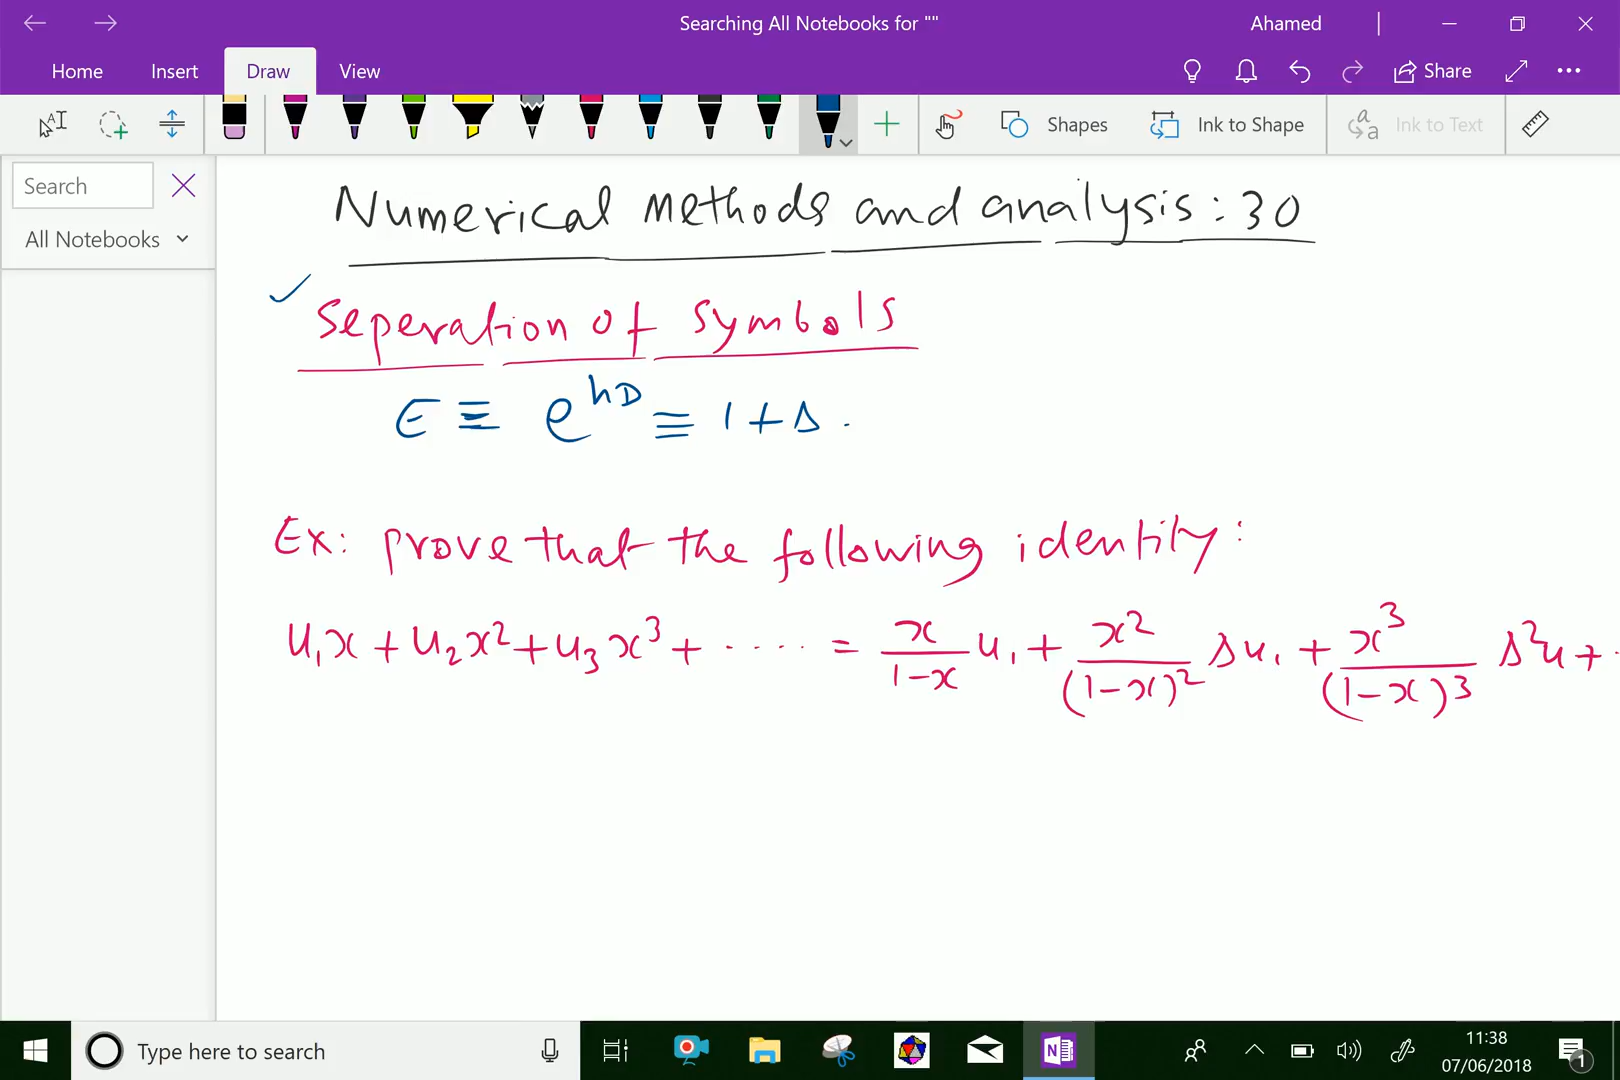 Searching All Notebooks for ""
Ahamed
Home Insert Draw View
Share
Shapes Ink to Shape Ink to Text
Search
All Notebooks
Numerical methods and analysis: 30
Seperation of symbols
E ≡ e^hD ≡ 1 + Δ .
Ex: prove that the following identity:
u₁x + u₂x² + u₃x³ + ...... = x/(1-x) u₁ + x²/(1-x)² Δu₁ + x³/(1-x)³ Δ²u + .
Type here to search
11:38
07/06/2018
1